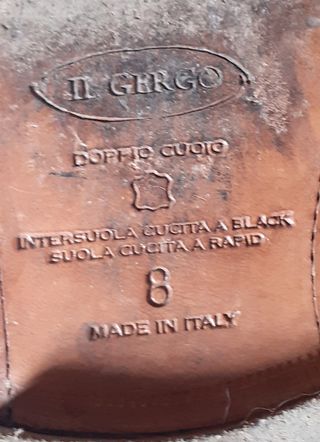 IL GERGO
DOPPIO CUOIO
INTERSUOLA CUCITA A BLACK
SUOLA CUCITA A RAPID
8
MADE IN ITALY